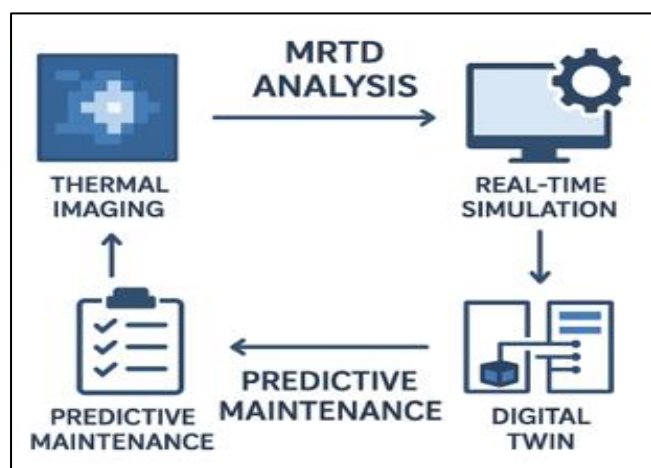 MRTD
ANALYSIS
THERMAL
IMAGING
REAL-TIME
SIMULATION
PREDICTIVE
MAINTENANCE
PREDICTIVE
MAINTENANCE
DIGITAL
TWIN